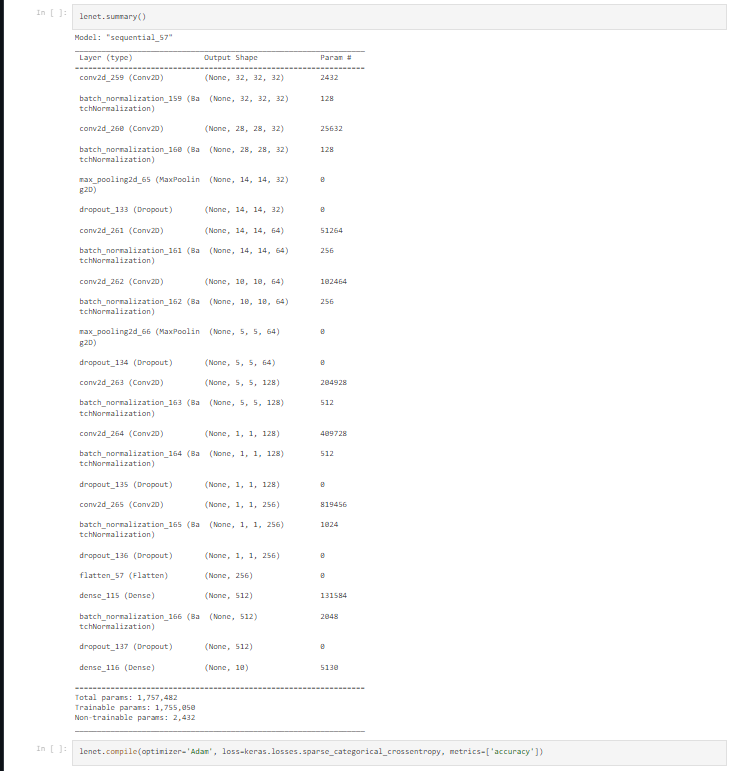 In [ ]:
lenet.summary()
Model: "sequential_57"
Layer (type) Output Shape Param #
conv2d_259 (Conv2D) (None, 32, 32, 32) 2432
batch_normalization_159 (Ba (None, 32, 32, 32) 128
tchNormalization)
conv2d_260 (Conv2D) (None, 28, 28, 32) 25632
batch_normalization_160 (Ba (None, 28, 28, 32) 128
tchNormalization)
max_pooling2d_65 (MaxPoolin (None, 14, 14, 32) 0
g2D)
dropout_133 (Dropout) (None, 14, 14, 32) 0
conv2d_261 (Conv2D) (None, 14, 14, 64) 51264
batch_normalization_161 (Ba (None, 14, 14, 64) 256
tchNormalization)
conv2d_262 (Conv2D) (None, 10, 10, 64) 102464
batch_normalization_162 (Ba (None, 10, 10, 64) 256
tchNormalization)
max_pooling2d_66 (MaxPoolin (None, 5, 5, 64) 0
g2D)
dropout_134 (Dropout) (None, 5, 5, 64) 0
conv2d_263 (Conv2D) (None, 5, 5, 128) 204928
batch_normalization_163 (Ba (None, 5, 5, 128) 512
tchNormalization)
conv2d_264 (Conv2D) (None, 1, 1, 128) 409728
batch_normalization_164 (Ba (None, 1, 1, 128) 512
tchNormalization)
dropout_135 (Dropout) (None, 1, 1, 128) 0
conv2d_265 (Conv2D) (None, 1, 1, 256) 819456
batch_normalization_165 (Ba (None, 1, 1, 256) 1024
tchNormalization)
dropout_136 (Dropout) (None, 1, 1, 256) 0
flatten_57 (Flatten) (None, 256) 0
dense_115 (Dense) (None, 512) 131584
batch_normalization_166 (Ba (None, 512) 2048
tchNormalization)
dropout_137 (Dropout) (None, 512) 0
dense_116 (Dense) (None, 10) 5130
Total params: 1,757,482
Trainable params: 1,755,050
Non-trainable params: 2,432
In [ ]:
lenet.compile(optimizer='Adam', loss=keras.losses.sparse_categorical_crossentropy, metrics=['accuracy'])